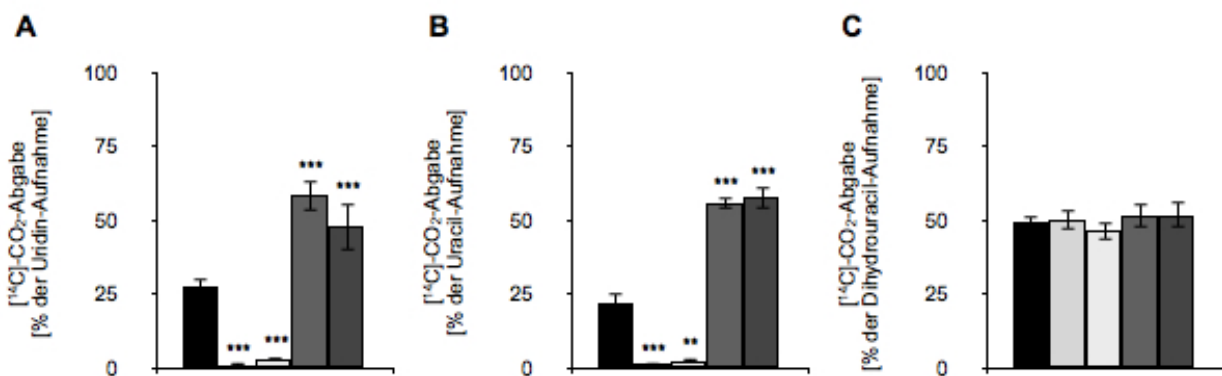 A
[¹⁴C]-CO₂-Abgabe
[% der Uridin-Aufnahme]
100
75
50
25
0
***
***
***
***
B
[¹⁴C]-CO₂-Abgabe
[% der Uracil-Aufnahme]
100
75
50
25
0
***
**
***
***
C
[¹⁴C]-CO₂-Abgabe
[% der Dihydrouracil-Aufnahme]
100
75
50
25
0